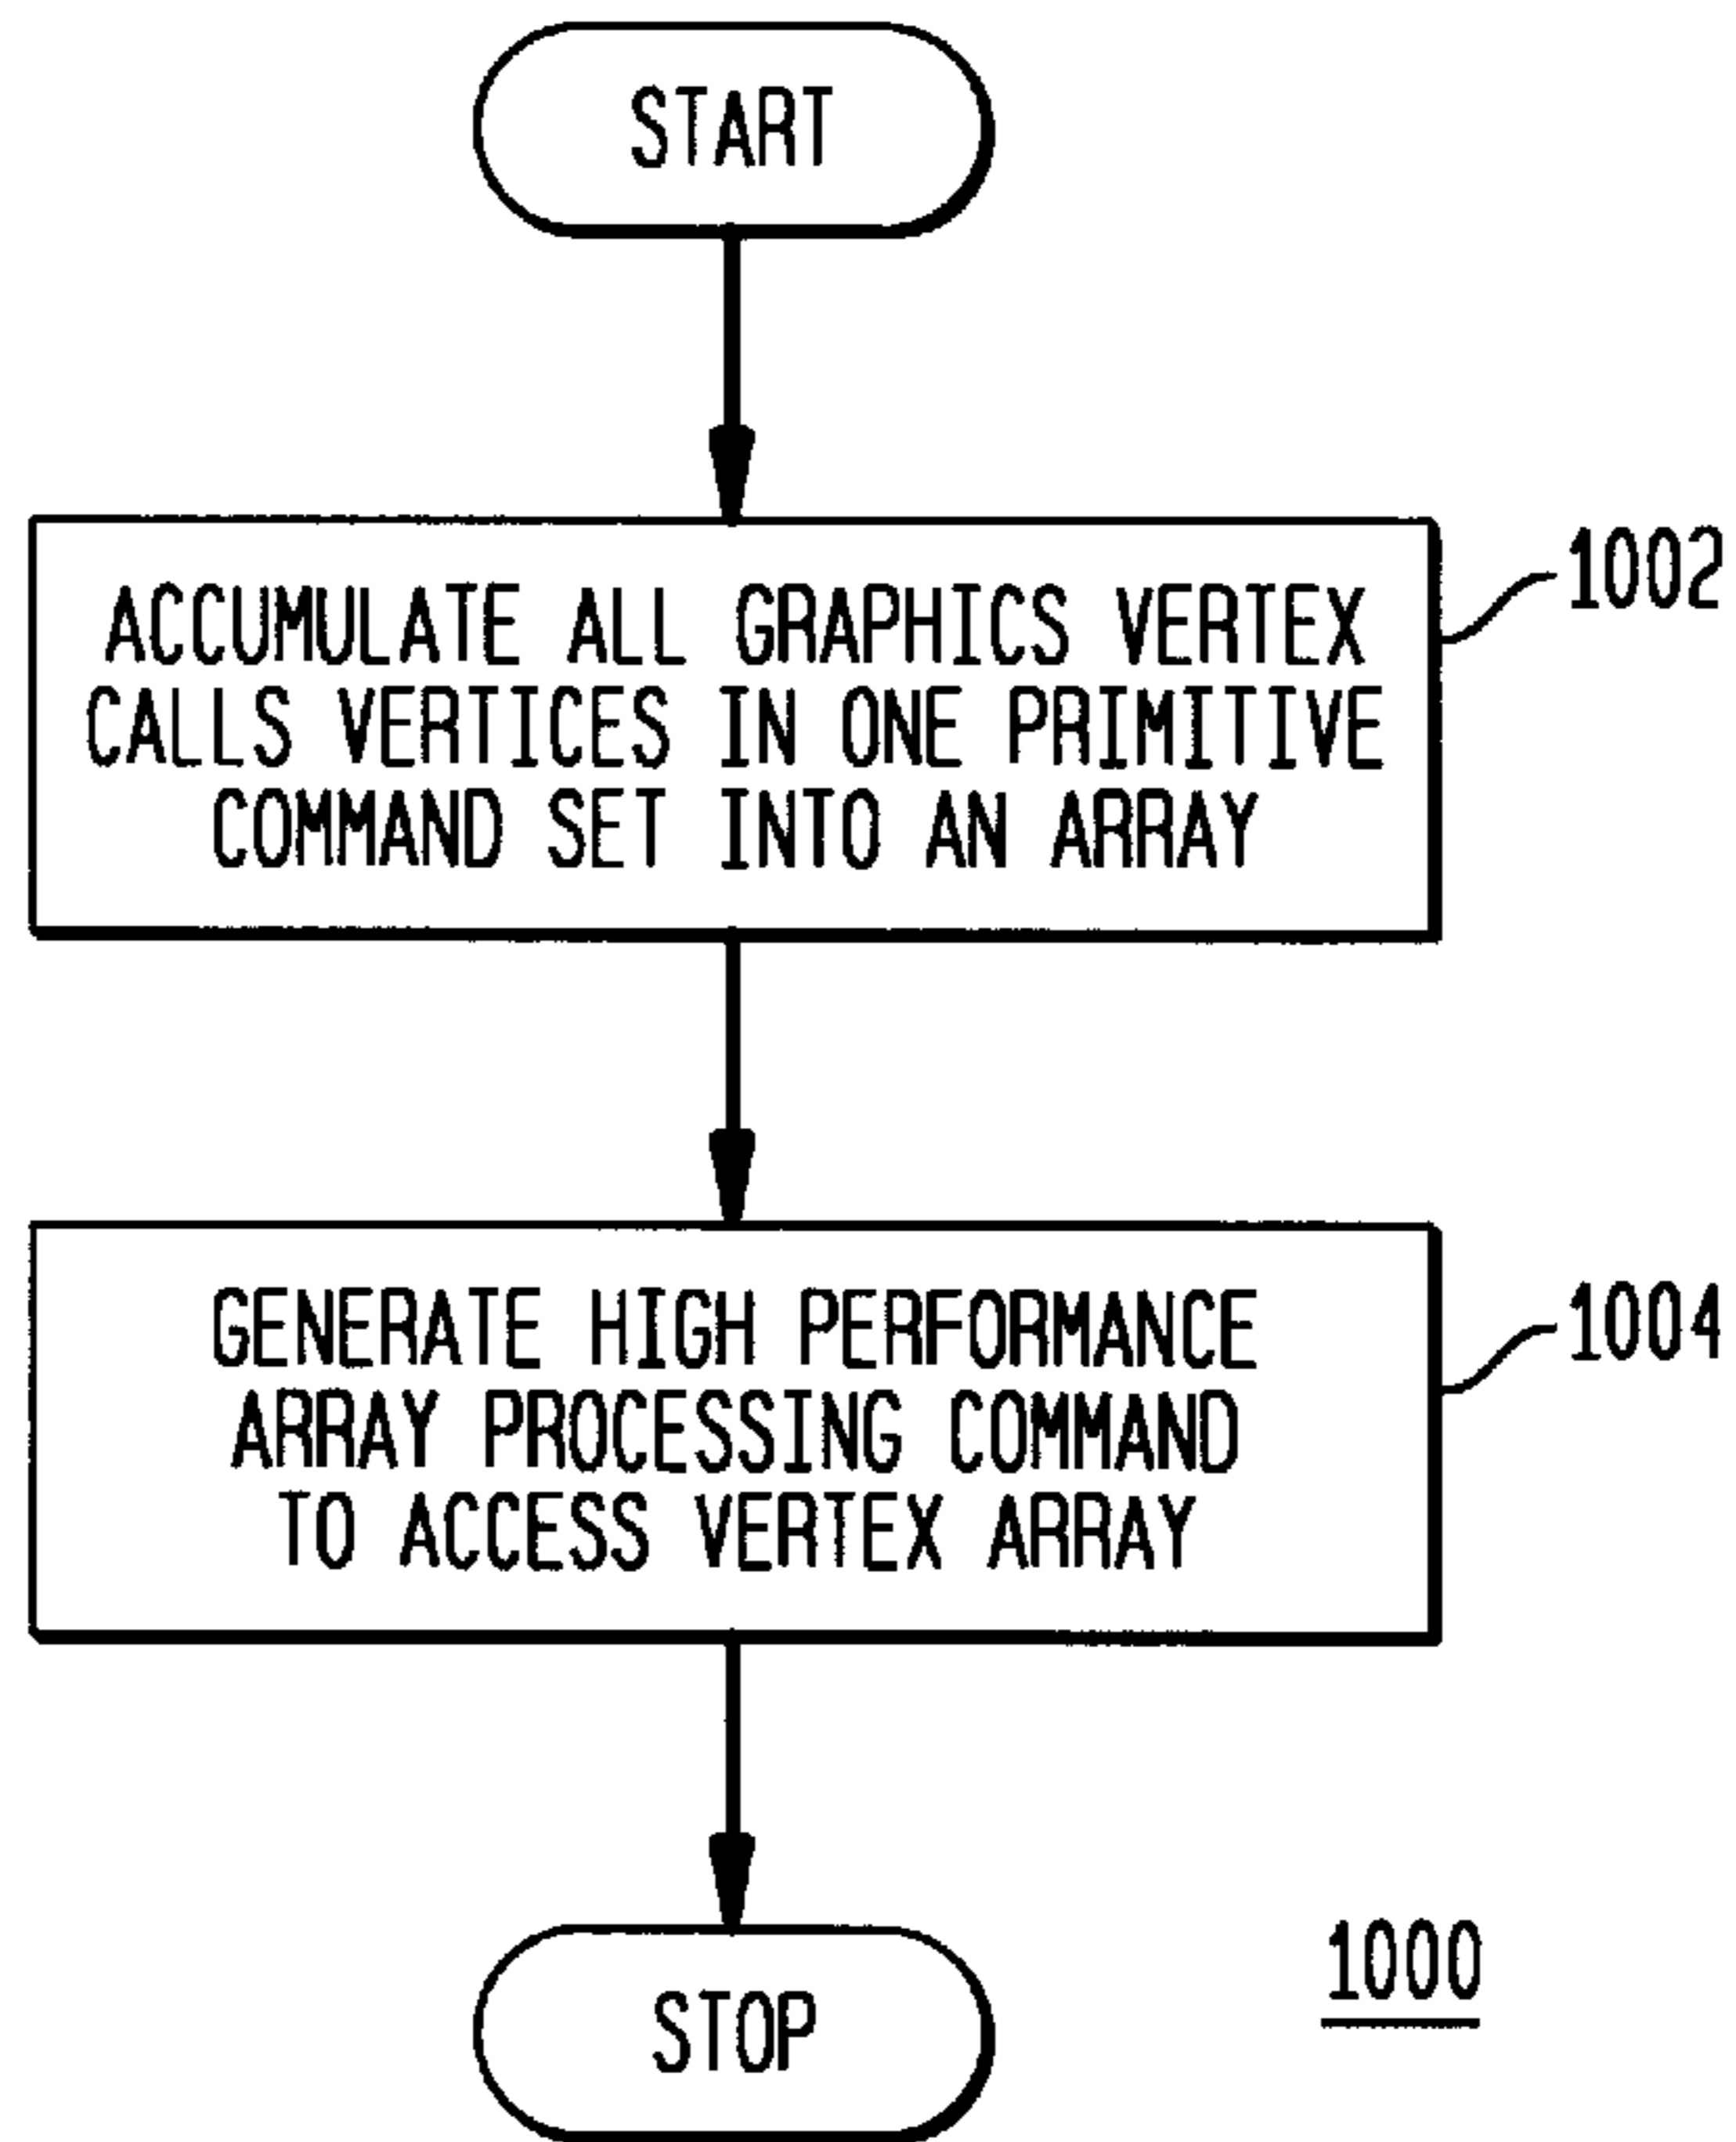 START
ACCUMULATE ALL GRAPHICS VERTEX
CALLS VERTICES IN ONE PRIMITIVE
COMMAND SET INTO AN ARRAY
1002
GENERATE HIGH PERFORMANCE
ARRAY PROCESSING COMMAND
TO ACCESS VERTEX ARRAY
1004
STOP
1000